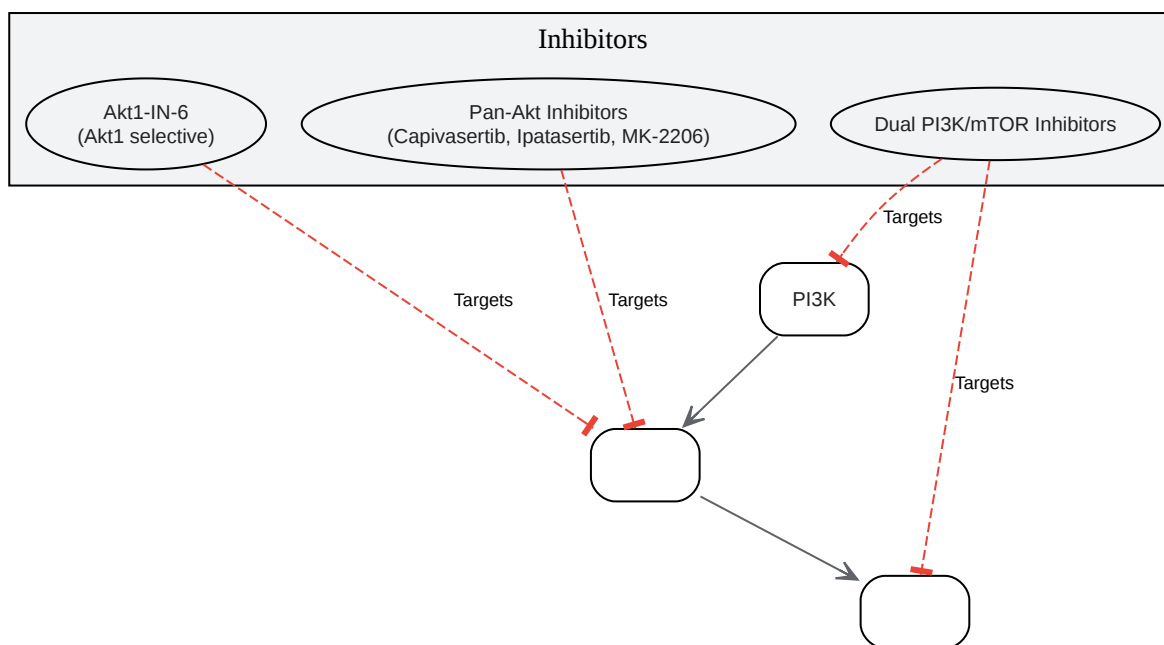 Inhibitors
Akt1-IN-6
(Akt1 selective)
Pan-Akt Inhibitors
(Capivasertib, Ipatasertib, MK-2206)
Dual PI3K/mTOR Inhibitors
Targets
Targets
Targets
PI3K
Targets